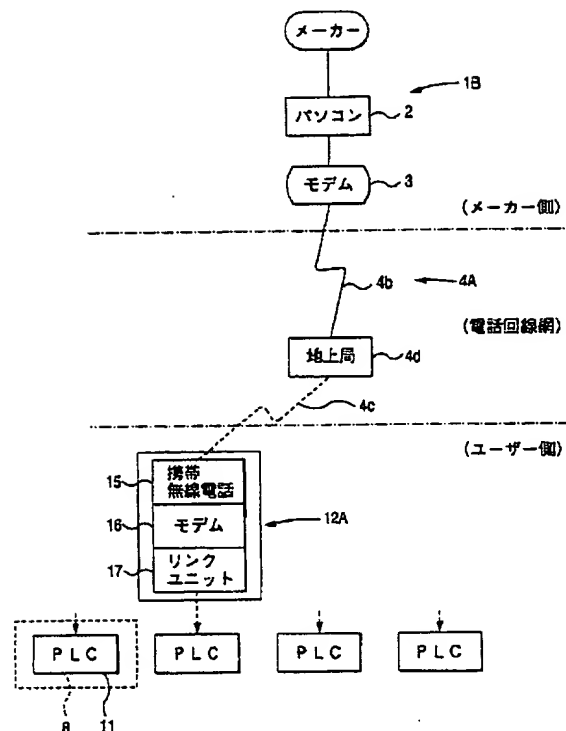 メーカー
1B
パソコン
2
モデム
3
(メーカー側)
4b
4A
(電話回線網)
地上局
4d
4c
(ユーザー側)
15
携帯
無線電話
16
モデム
12A
17
リンク
ユニット
PLC
PLC
PLC
PLC
8
11